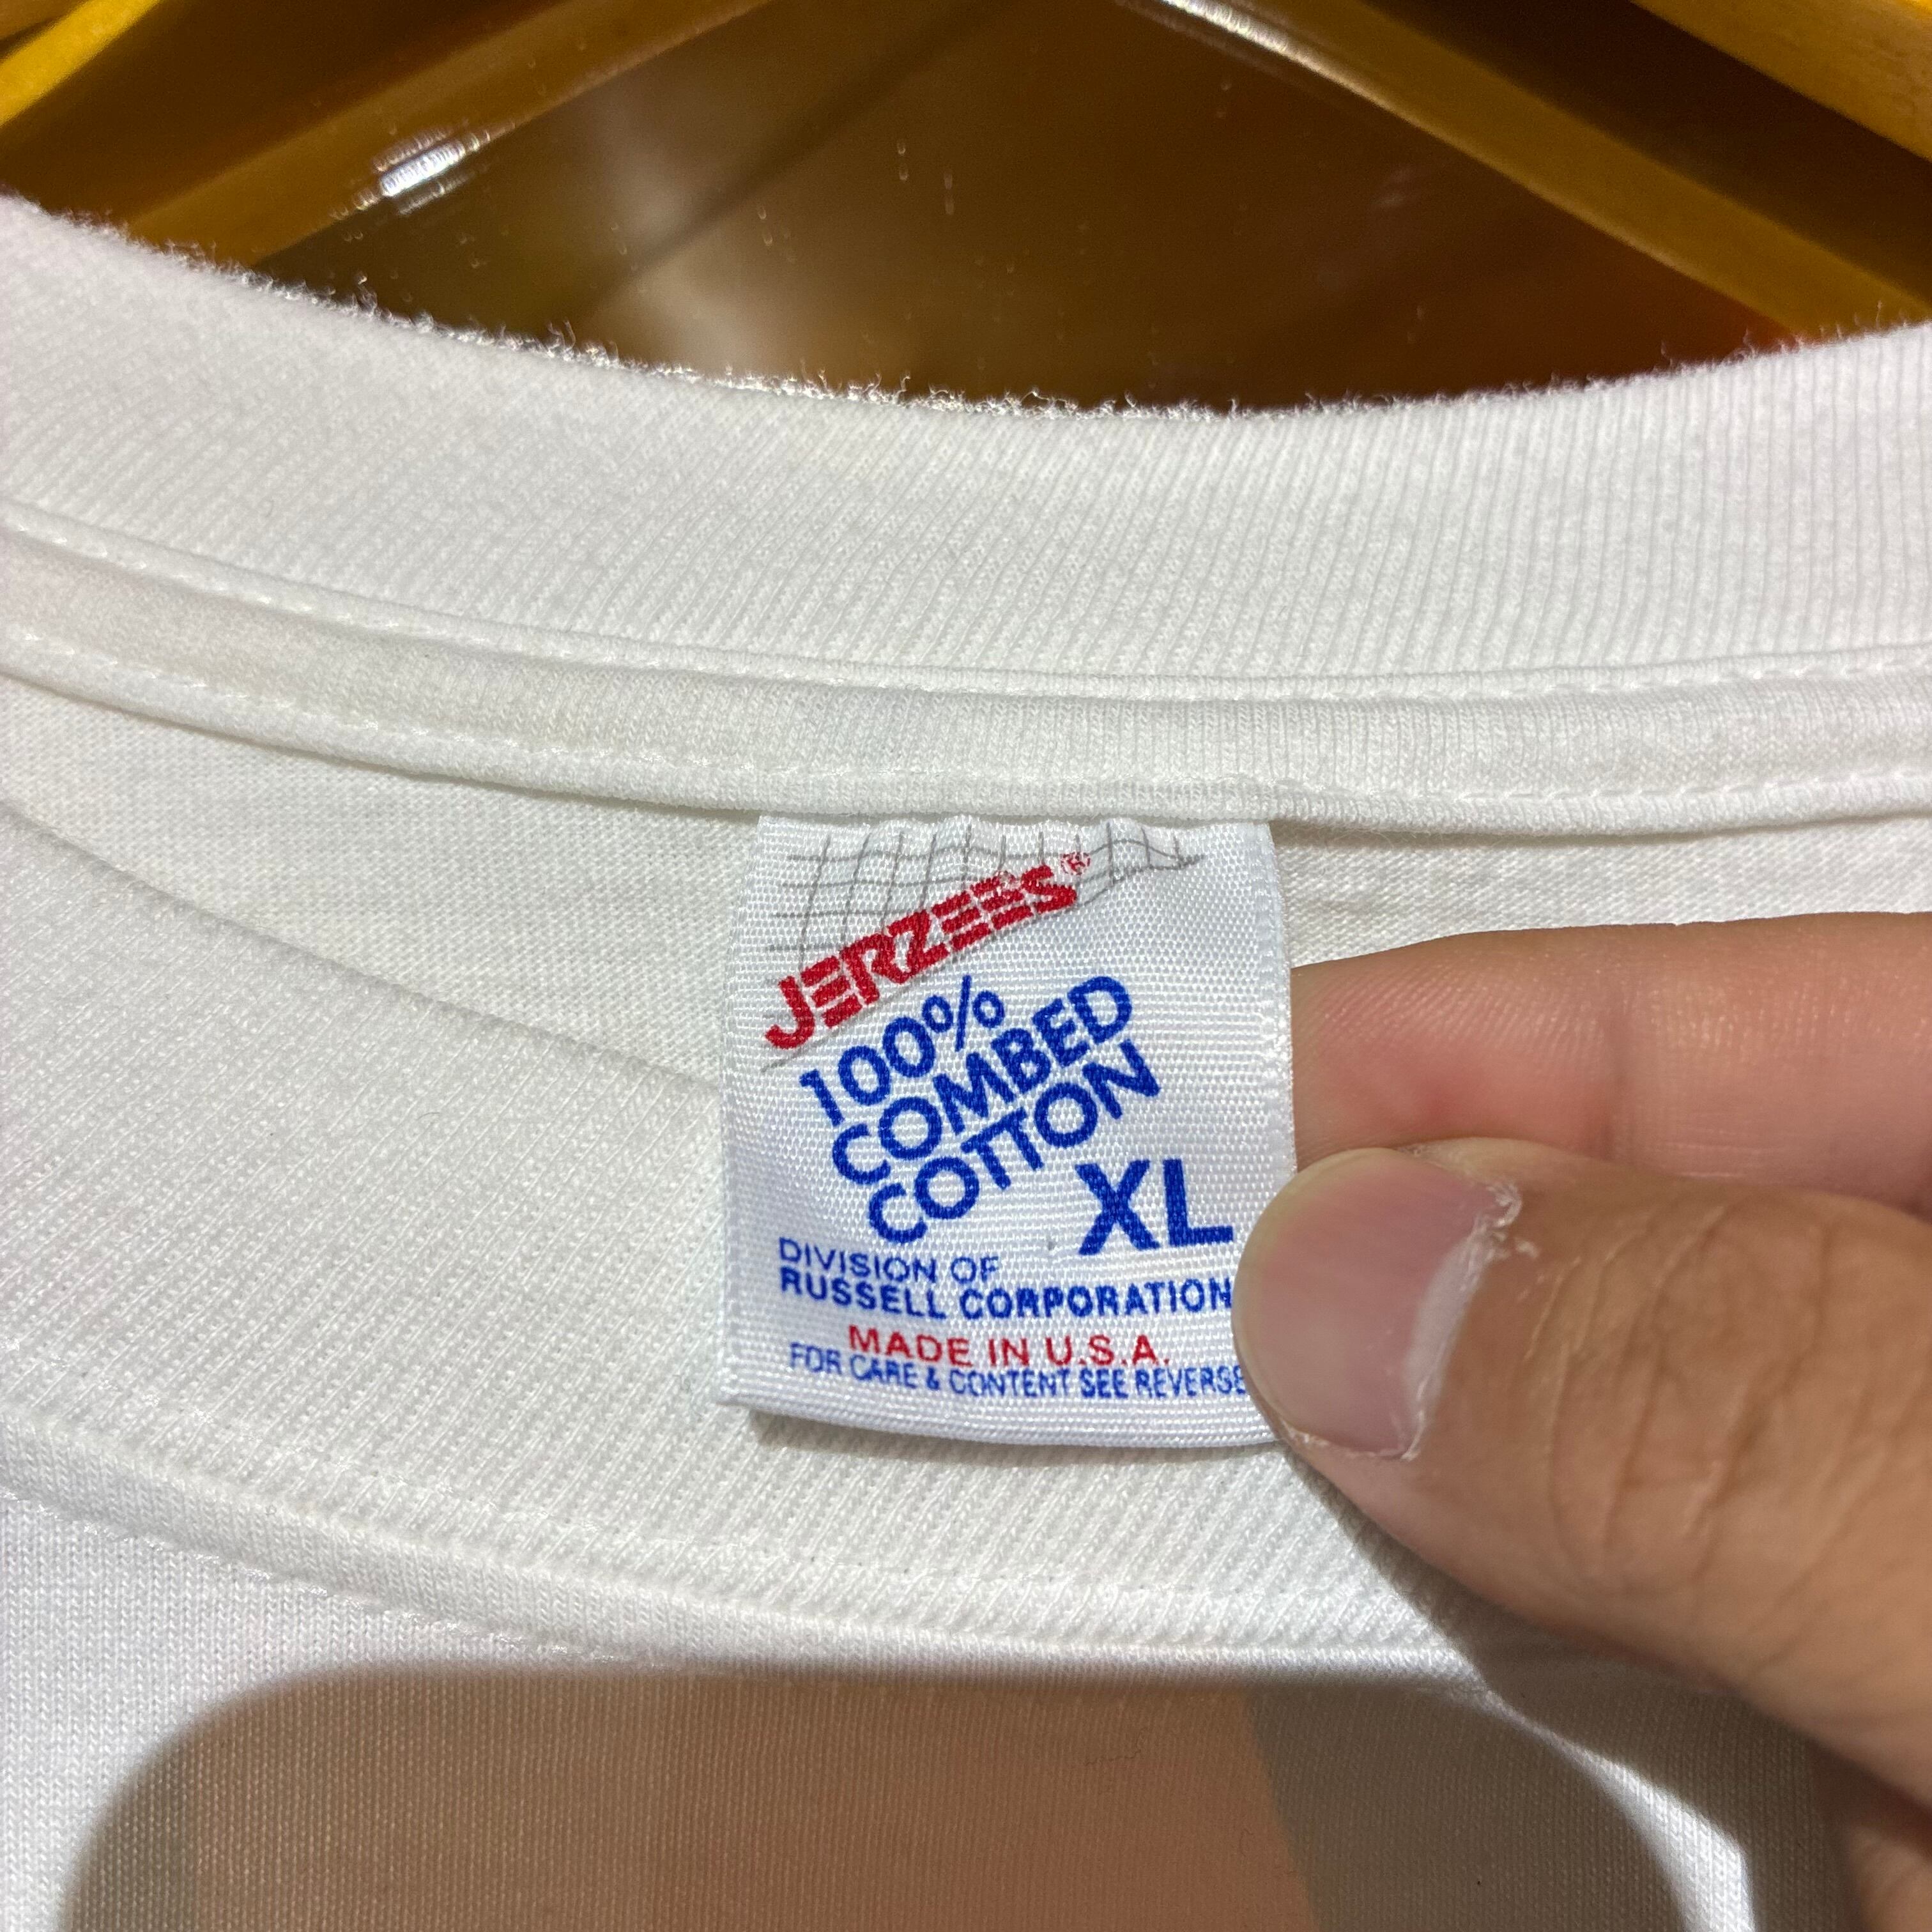 JERZEES®
100%
COMBED
COTTON
XL
DIVISION OF
RUSSELL CORPORATION
MADE IN U.S.A.
FOR CARE & CONTENT SEE REVERSE